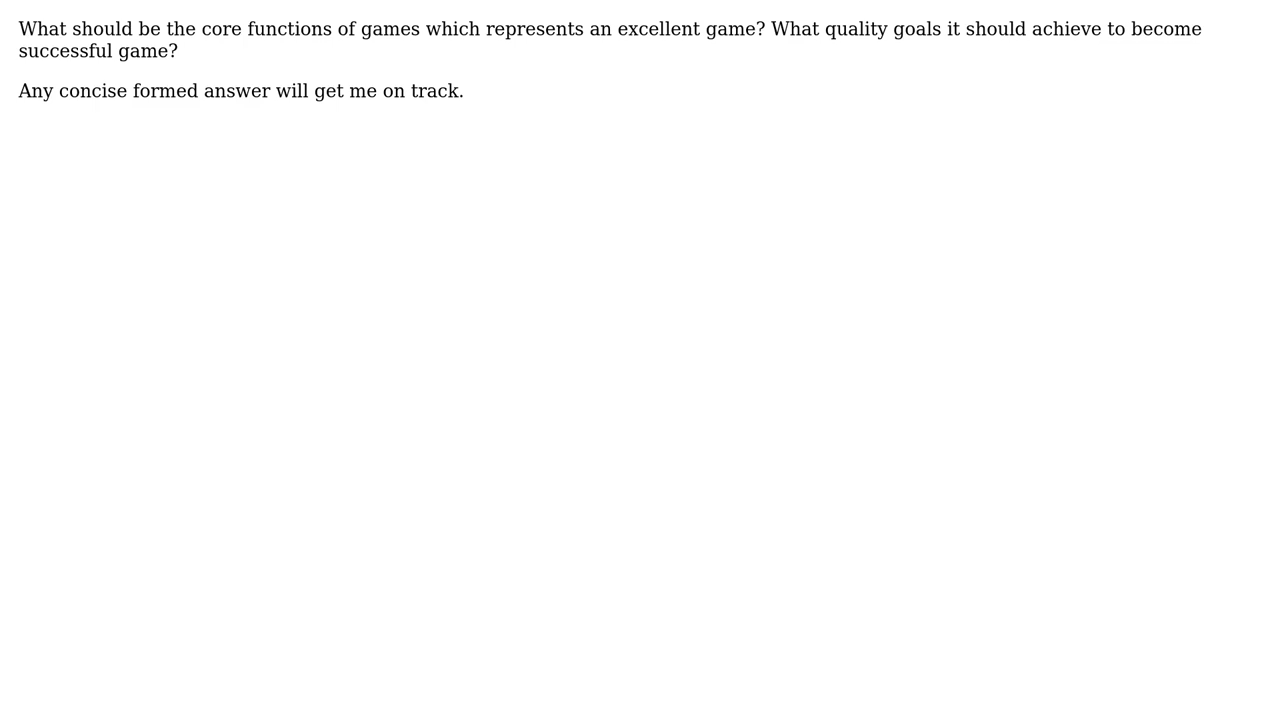 What should be the core functions of games which represents an excellent game? What quality goals it should achieve to become
successful game?
Any concise formed answer will get me on track.